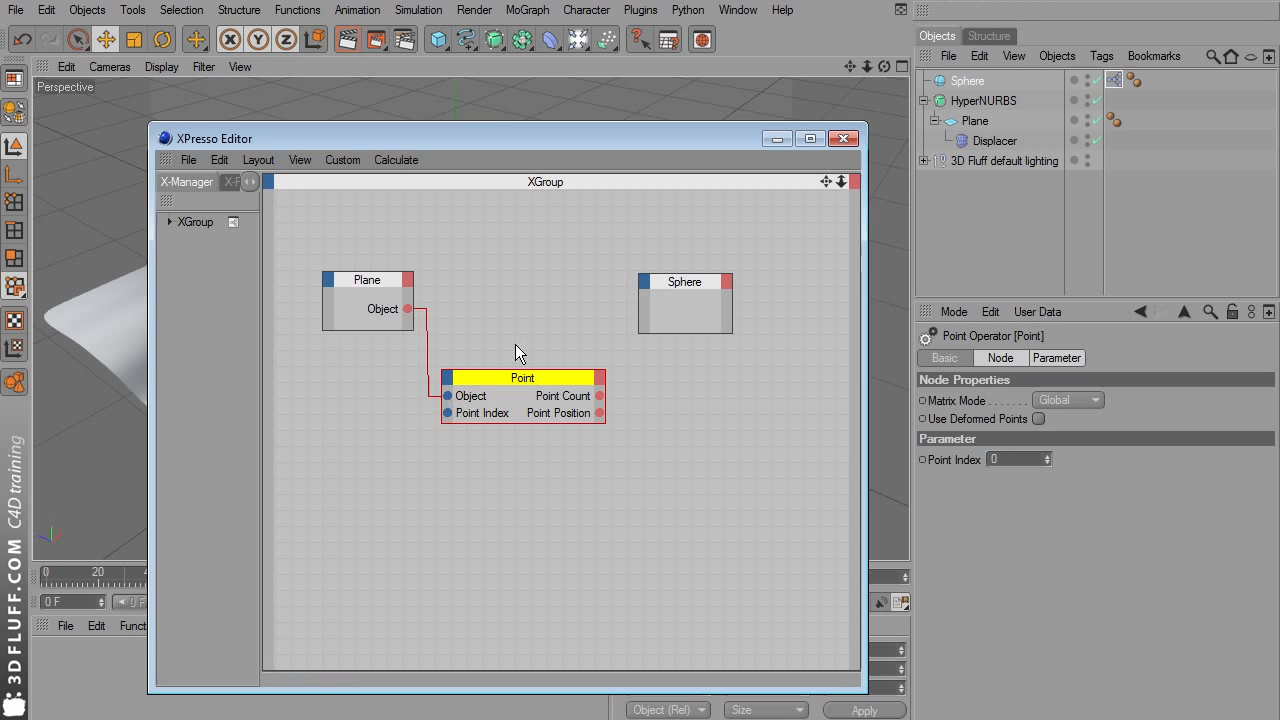 File Edit Objects Tools Selection Structure Functions Animation Simulation Render MoGraph Character Plugins Python Window Help
Objects Structure
File Edit View Objects Tags Bookmarks
Edit Cameras Display Filter View
Perspective
Sphere
HyperNURBS
Plane
Displacer
3D Fluff default lighting
XPresso Editor
File Edit Layout View Custom Calculate
X-Manager X-P
XGroup
XGroup
Plane
Object
Sphere
Point
Object Point Count
Point Index Point Position
Mode Edit User Data
Point Operator [Point]
Basic Node Parameter
Node Properties
Matrix Mode Global
Use Deformed Points
Parameter
Point Index 0
0 20 4
0 F 0 F
File Edit Funct
Object (Rel) Size Apply
3DFLUFF.COM C4D training